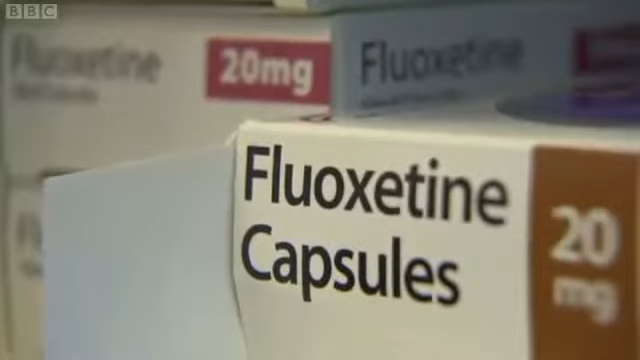 BBC
Fluoxetine
20mg
Fluoxetine
Fluoxetine
Capsules
20
mg